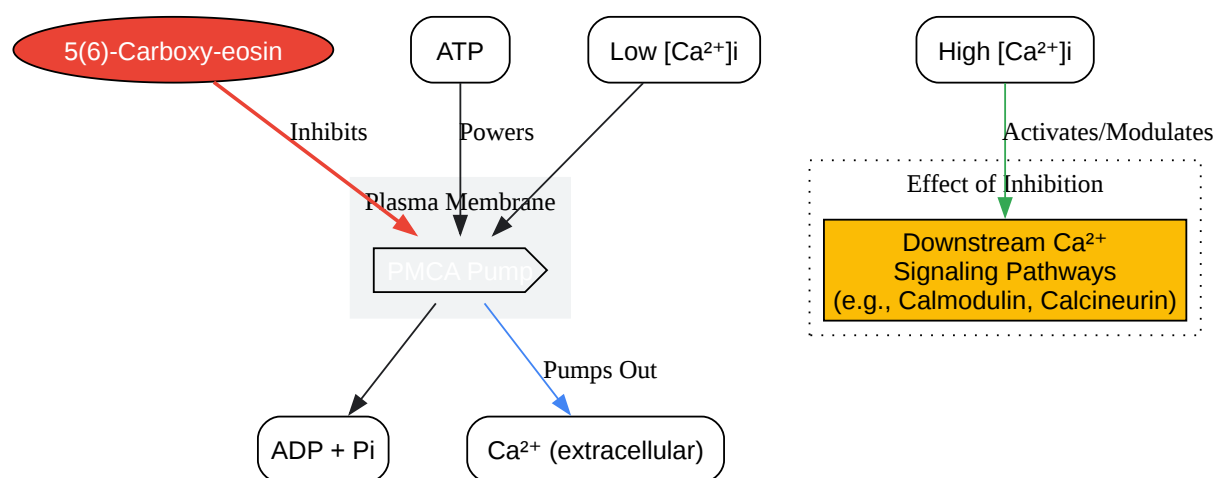 5(6)-Carboxy-eosin
ATP
Low [Ca²⁺]i
High [Ca²⁺]i
Inhibits
Powers
Activates/Modulates
Plasma Membrane
Effect of Inhibition
PMCA Pump
Downstream Ca²⁺
Signaling Pathways
(e.g., Calmodulin, Calcineurin)
Pumps Out
ADP + Pi
Ca²⁺ (extracellular)